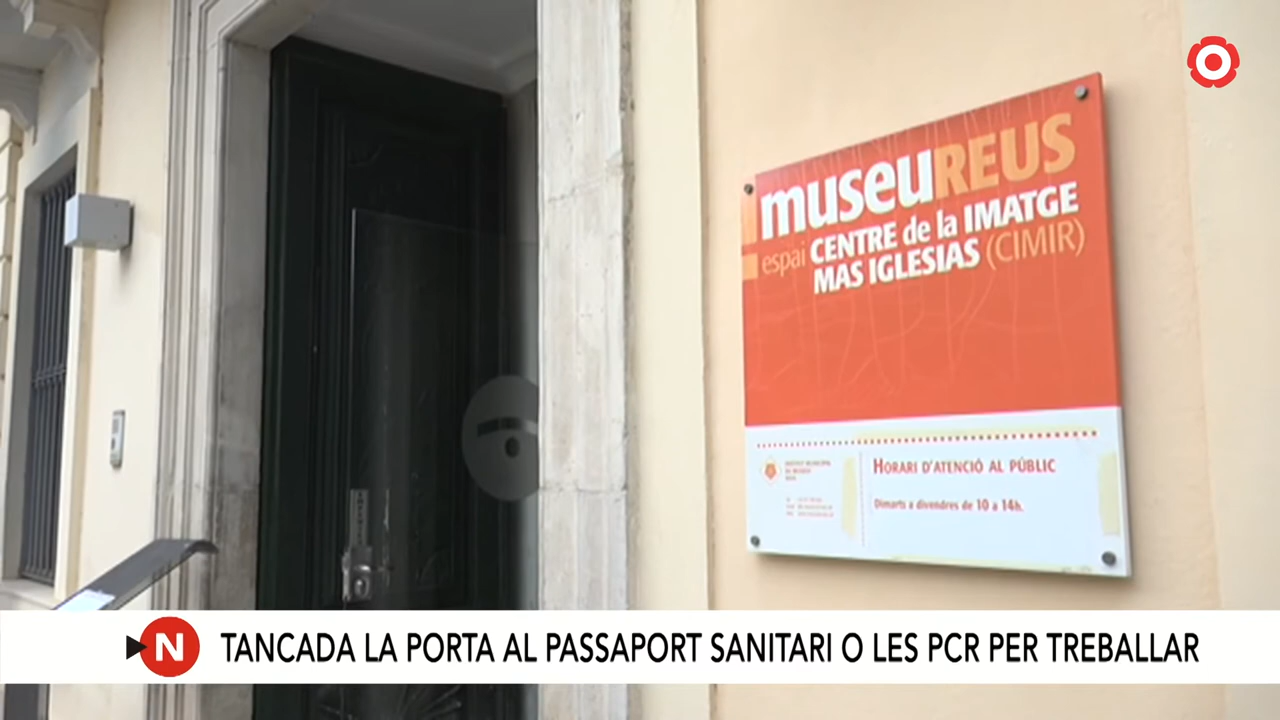 museuREUS
espai CENTRE de la IMATGE
MAS IGLESIAS (CIMIR)
HORARI D'ATENCIÓ AL PÚBLIC
Dimarts a divendres de 10 a 14h.
N TANCADA LA PORTA AL PASSAPORT SANITARI O LES PCR PER TREBALLAR